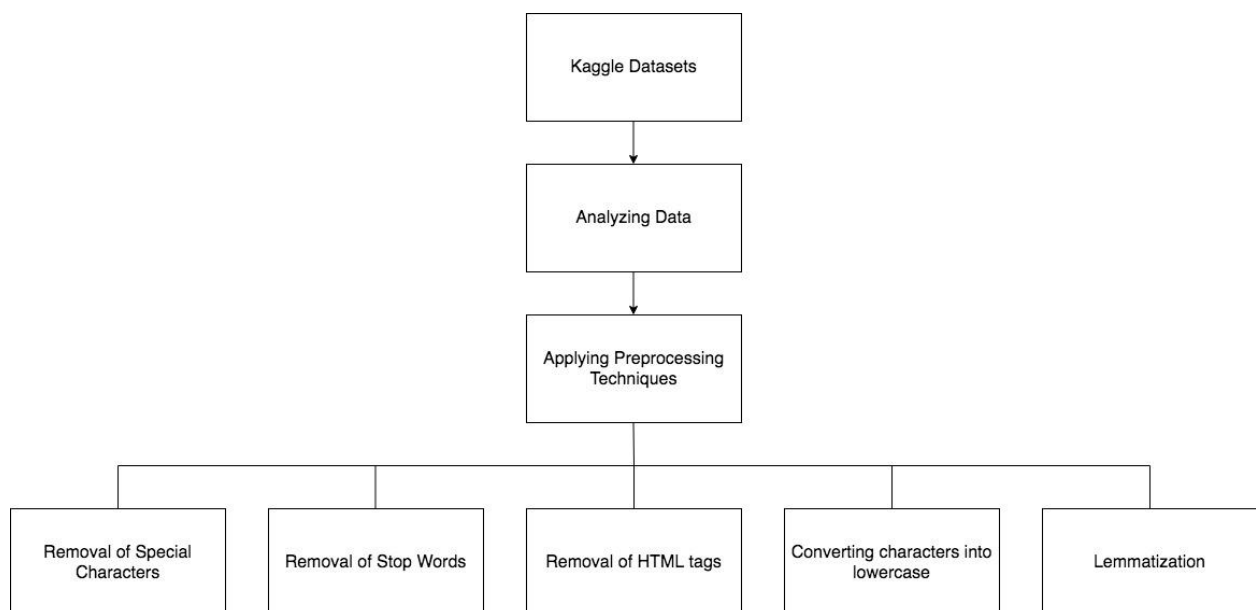 Kaggle Datasets
Analyzing Data
Applying Preprocessing
Techniques
Removal of Special
Characters
Removal of Stop Words
Removal of HTML tags
Converting characters into
lowercase
Lemmatization